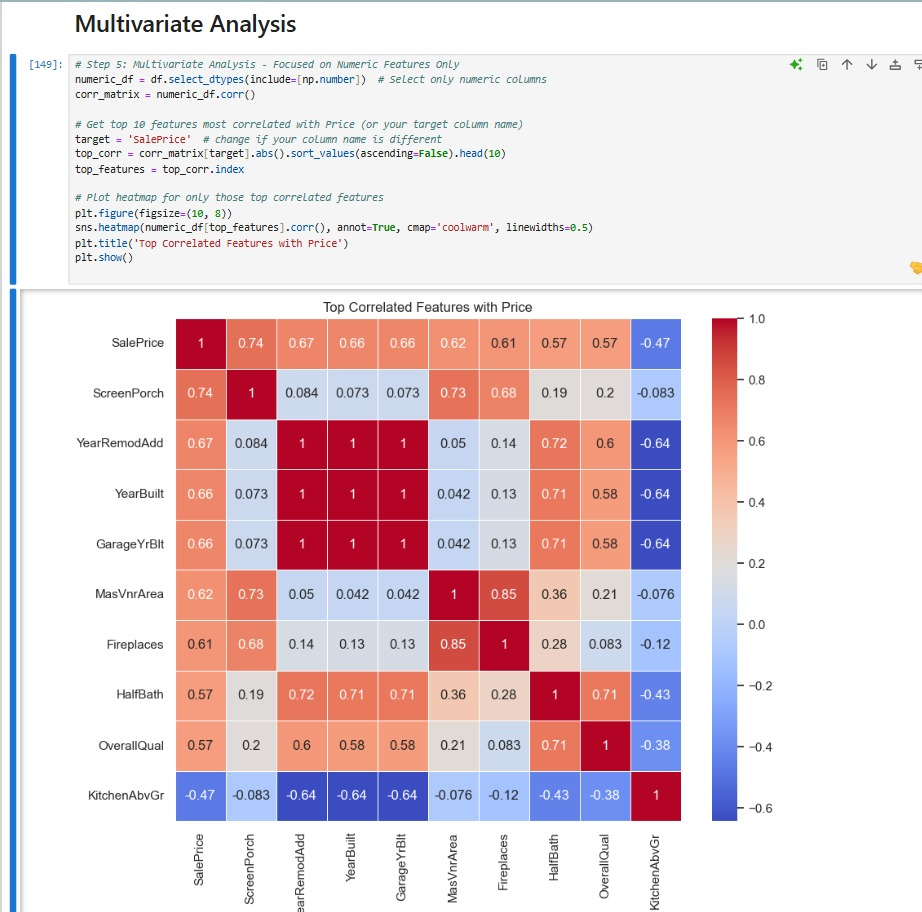 Multivariate Analysis
[149]:
# Step 5: Multivariate Analysis - Focused on Numeric Features Only
numeric_df = df.select_dtypes(include=[np.number])  # Select only numeric columns
corr_matrix = numeric_df.corr()
# Get top 10 features most correlated with Price (or your target column name)
target = 'SalePrice'  # change if your column name is different
top_corr = corr_matrix[target].abs().sort_values(ascending=False).head(10)
top_features = top_corr.index
# Plot heatmap for only those top correlated features
plt.figure(figsize=(10, 8))
sns.heatmap(numeric_df[top_features].corr(), annot=True, cmap='coolwarm', linewidths=0.5)
plt.title('Top Correlated Features with Price')
plt.show()
Top Correlated Features with Price
SalePrice 1 0.74 0.67 0.66 0.66 0.62 0.61 0.57 0.57 -0.47
ScreenPorch 0.74 1 0.084 0.073 0.073 0.73 0.68 0.19 0.2 -0.083
YearRemodAdd 0.67 0.084 1 1 1 0.05 0.14 0.72 0.6 -0.64
YearBuilt 0.66 0.073 1 1 1 0.042 0.13 0.71 0.58 -0.64
GarageYrBlt 0.66 0.073 1 1 1 0.042 0.13 0.71 0.58 -0.64
MasVnrArea 0.62 0.73 0.05 0.042 0.042 1 0.85 0.36 0.21 -0.076
Fireplaces 0.61 0.68 0.14 0.13 0.13 0.85 1 0.28 0.083 -0.12
HalfBath 0.57 0.19 0.72 0.71 0.71 0.36 0.28 1 0.71 -0.43
OverallQual 0.57 0.2 0.6 0.58 0.58 0.21 0.083 0.71 1 -0.38
KitchenAbvGr -0.47 -0.083 -0.64 -0.64 -0.64 -0.076 -0.12 -0.43 -0.38 1
SalePrice
ScreenPorch
earRemodAdd
YearBuilt
GarageYrBlt
MasVnrArea
Fireplaces
HalfBath
OverallQual
KitchenAbvGr
1.0
0.8
0.6
0.4
0.2
0.0
−0.2
−0.4
−0.6